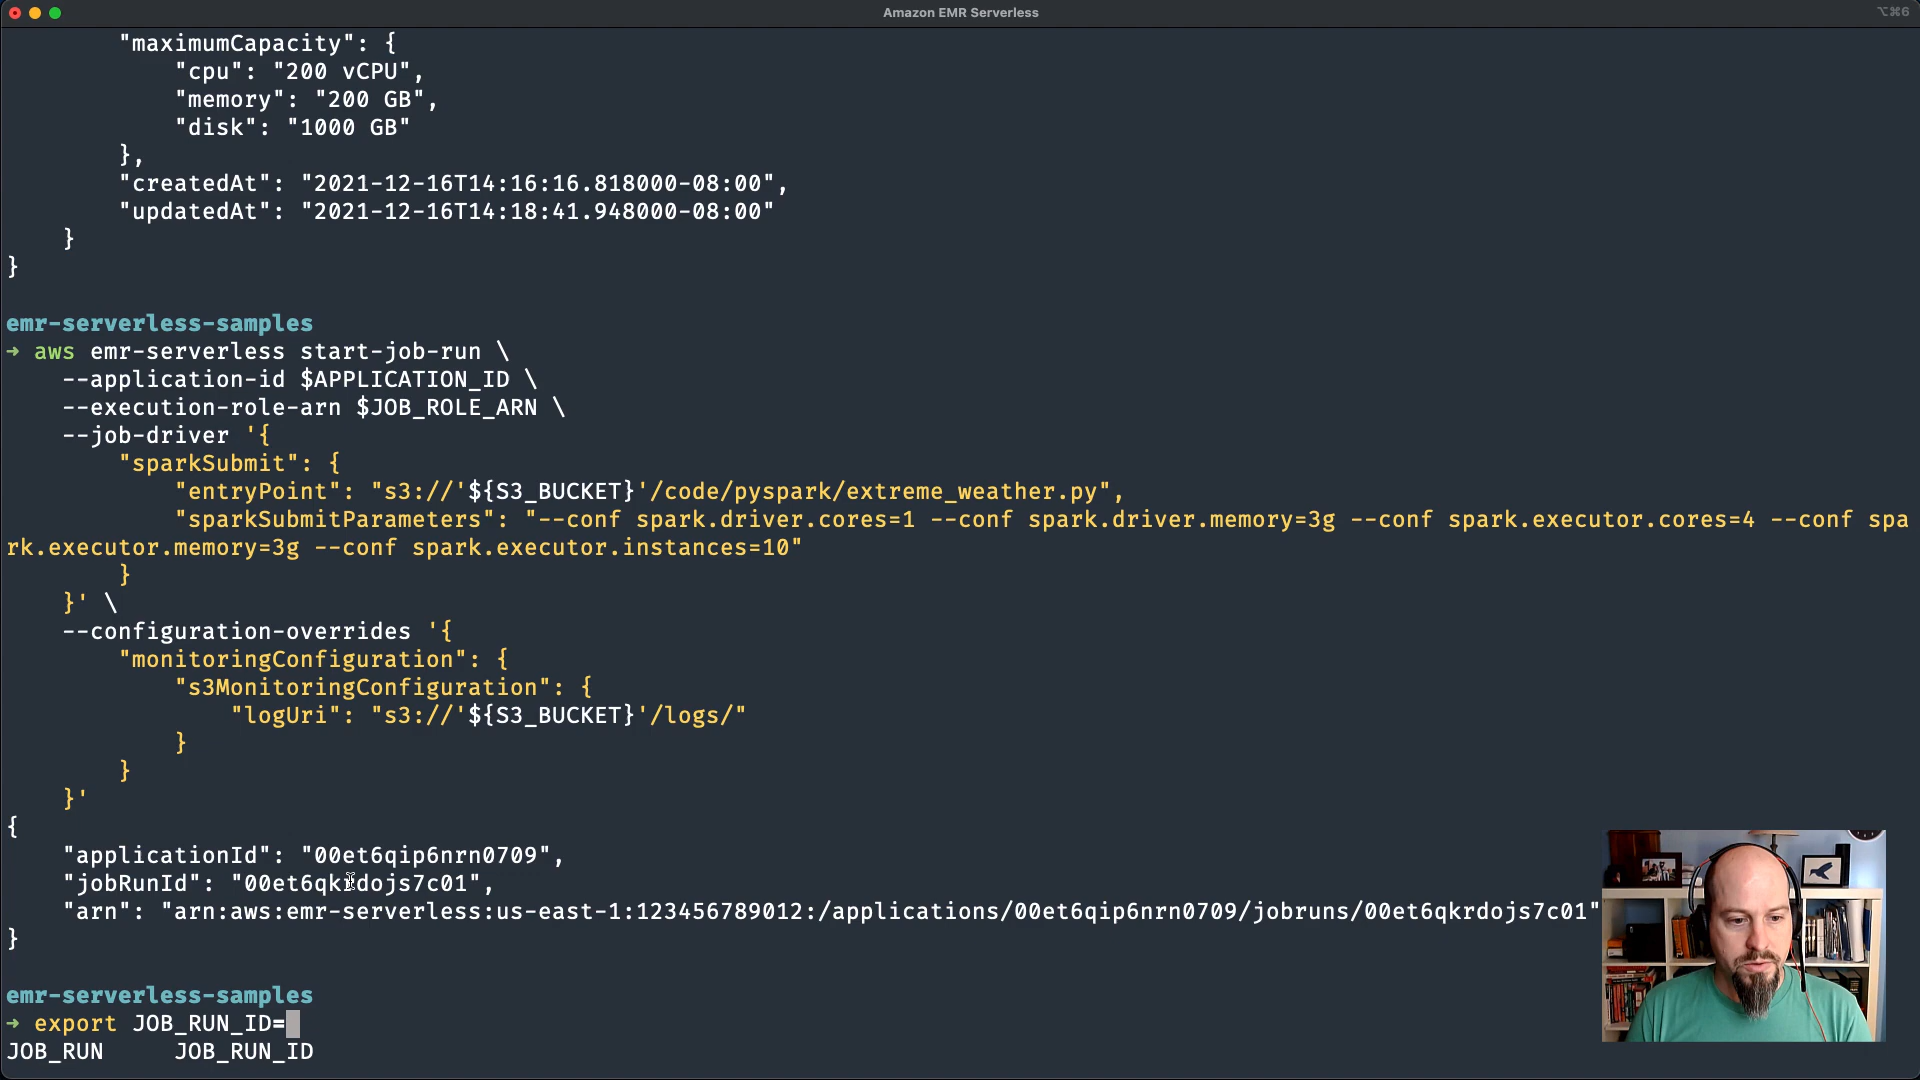 Amazon EMR Serverless
⌥⌘6
"maximumCapacity": {
"cpu": "200 vCPU",
"memory": "200 GB",
"disk": "1000 GB"
},
"createdAt": "2021-12-16T14:16:16.818000-08:00",
"updatedAt": "2021-12-16T14:18:41.948000-08:00"
}
}
emr-serverless-samples
➜ aws emr-serverless start-job-run \
--application-id $APPLICATION_ID \
--execution-role-arn $JOB_ROLE_ARN \
--job-driver '{
"sparkSubmit": {
"entryPoint": "s3://'${S3_BUCKET}'/code/pyspark/extreme_weather.py",
"sparkSubmitParameters": "--conf spark.driver.cores=1 --conf spark.driver.memory=3g --conf spark.executor.cores=4 --conf spa
rk.executor.memory=3g --conf spark.executor.instances=10"
}
}' \
--configuration-overrides '{
"monitoringConfiguration": {
"s3MonitoringConfiguration": {
"logUri": "s3://'${S3_BUCKET}'/logs/"
}
}
}'
{
"applicationId": "00et6qip6nrn0709",
"jobRunId": "00et6qkrdojs7c01",
"arn": "arn:aws:emr-serverless:us-east-1:123456789012:/applications/00et6qip6nrn0709/jobruns/00et6qkrdojs7c01"
}
emr-serverless-samples
➜ export JOB_RUN_ID=
JOB_RUN JOB_RUN_ID